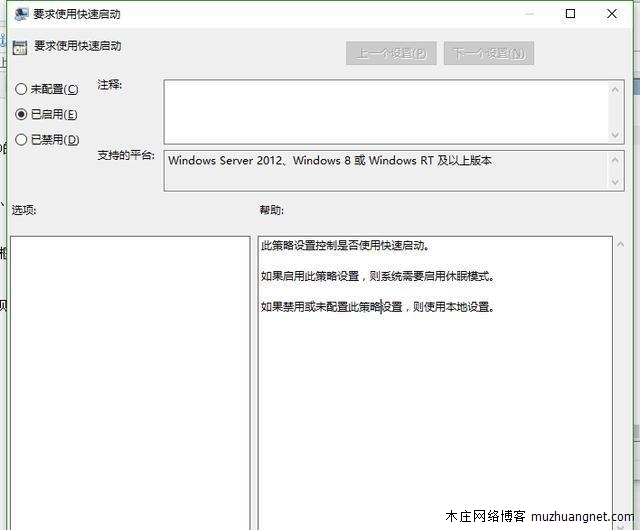 要求使用快速启动
要求使用快速启动
上一个设置(P)
下一个设置(N)
未配置(C)
注释:
已启用(E)
已禁用(D)
支持的平台:
Windows Server 2012、Windows 8 或 Windows RT 及以上版本
选项:
帮助:
此策略设置控制是否使用快速启动。
如果启用此策略设置，则系统需要启用休眠模式。
如果禁用或未配置此策略设置，则使用本地设置。
木庄网络博客 muzhuangnet.com